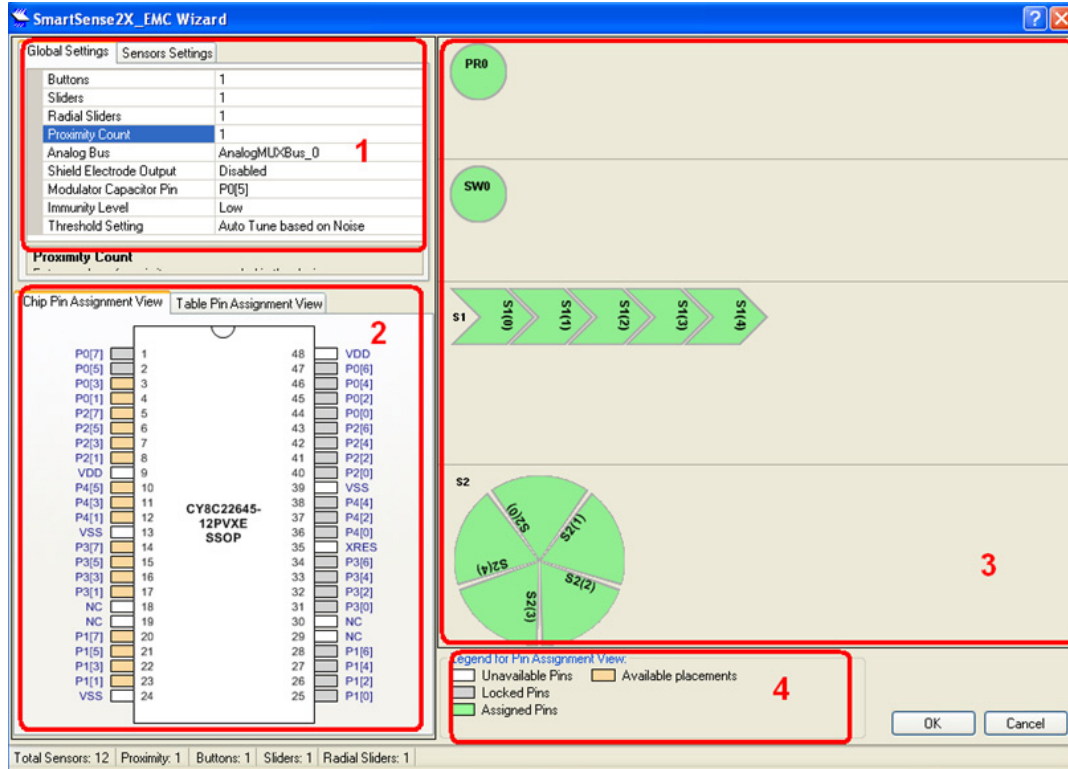 SmartSense2X_EMC Wizard
Global Settings Sensors Settings
Buttons 1
Sliders 1
Radial Sliders 1
Proximity Count 1
Analog Bus AnalogMUXBus_0
Shield Electrode Output Disabled
Modulator Capacitor Pin P0[5]
Immunity Level Low
Threshold Setting Auto Tune based on Noise
1
Proximity Count
Chip Pin Assignment View Table Pin Assignment View
2
P0[7] 1 48 VDD
P0[5] 2 47 P0[6]
P0[3] 3 46 P0[4]
P0[1] 4 45 P0[2]
P2[7] 5 44 P0[0]
P2[5] 6 43 P2[6]
P2[3] 7 42 P2[4]
P2[1] 8 41 P2[2]
VDD 9 40 P2[0]
P4[5] 10 39 VSS
P4[3] 11 38 P4[4]
P4[1] 12 37 P4[2]
VSS 13 36 P4[0]
P3[7] 14 35 XRES
P3[5] 15 34 P3[6]
P3[3] 16 33 P3[4]
P3[1] 17 32 P3[2]
NC 18 31 P3[0]
NC 19 30 NC
P1[7] 20 29 NC
P1[5] 21 28 P1[6]
P1[3] 22 27 P1[4]
P1[1] 23 26 P1[2]
VSS 24 25 P1[0]
CY8C22645-
12PVXE
SSOP
PR0
SW0
S1 S1(0) S1(1) S1(2) S1(3) S1(4)
S2
S2(0) S2(1)
S2(4) S2(2)
S2(3)
3
Legend for Pin Assignment View:
Unavailable Pins Available placements
Locked Pins
Assigned Pins
4
OK Cancel
Total Sensors: 12 Proximity: 1 Buttons: 1 Sliders: 1 Radial Sliders: 1